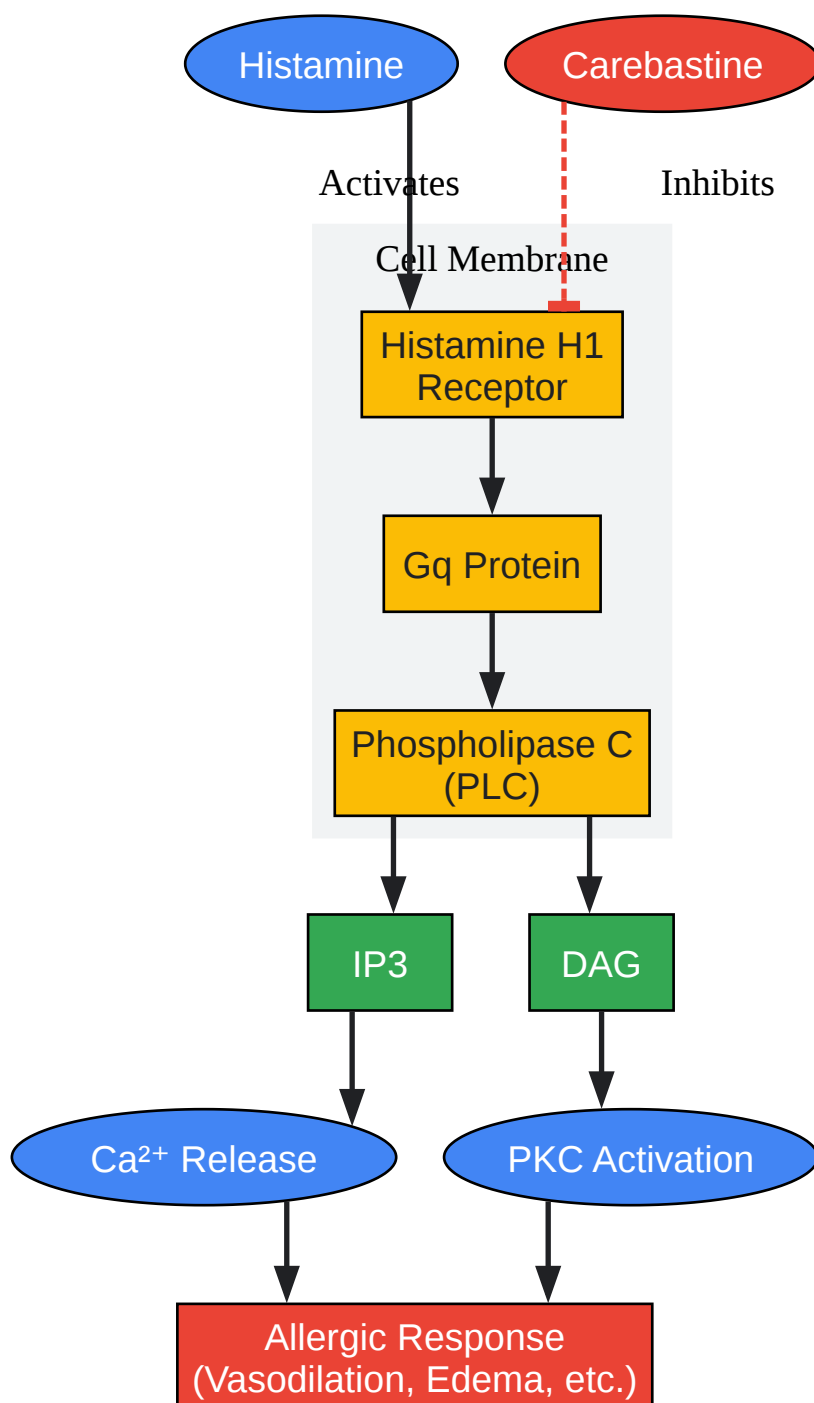 Histamine
Carebastine
Activates
Inhibits
Cell Membrane
Histamine H1
Receptor
Gq Protein
Phospholipase C
(PLC)
IP3
DAG
Ca²⁺ Release
PKC Activation
Allergic Response
(Vasodilation, Edema, etc.)